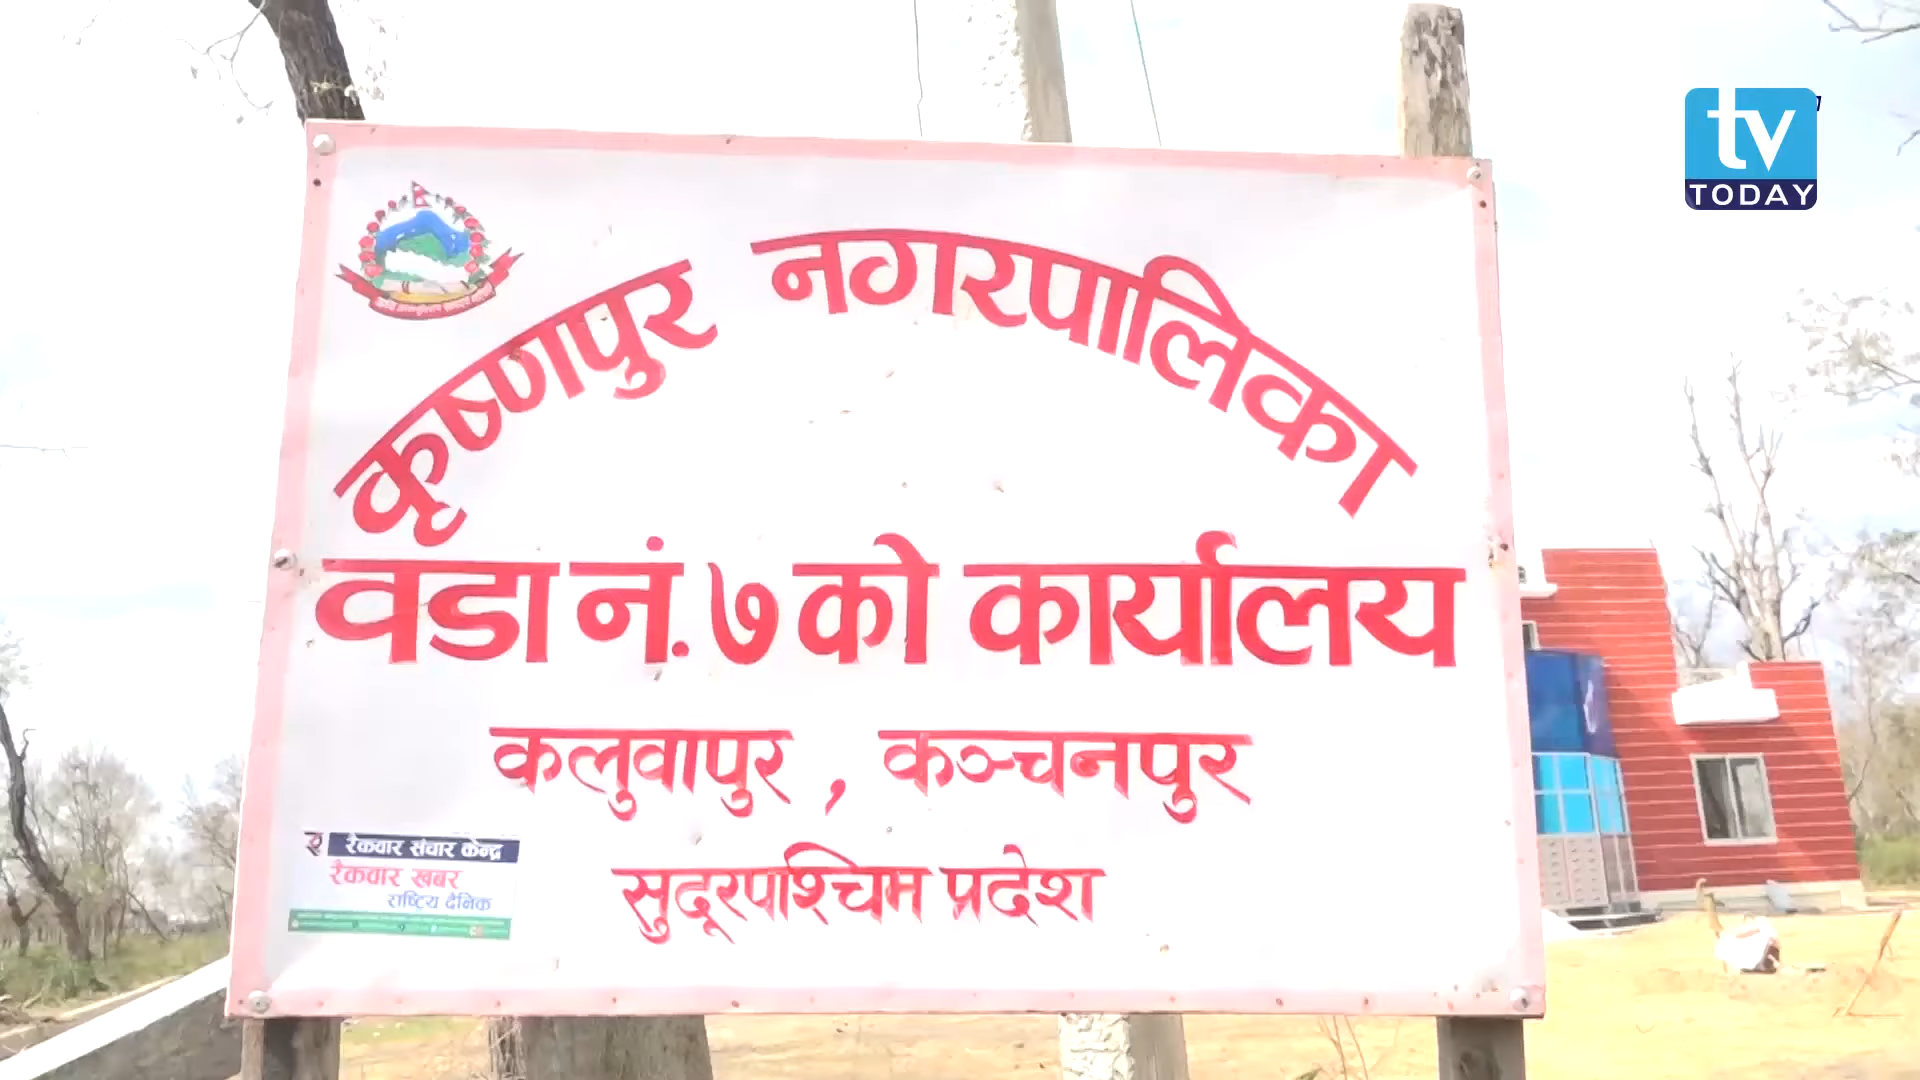 tv
TODAY
कृष्णपुर नगरपालिका
वडा नं. ७ को कार्यालय
कलुवापुर , कञ्चनपुर
सुदूरपश्चिम प्रदेश
रैकवार संचार केन्द्र
रैकवार खबर
राष्ट्रिय दैनिक